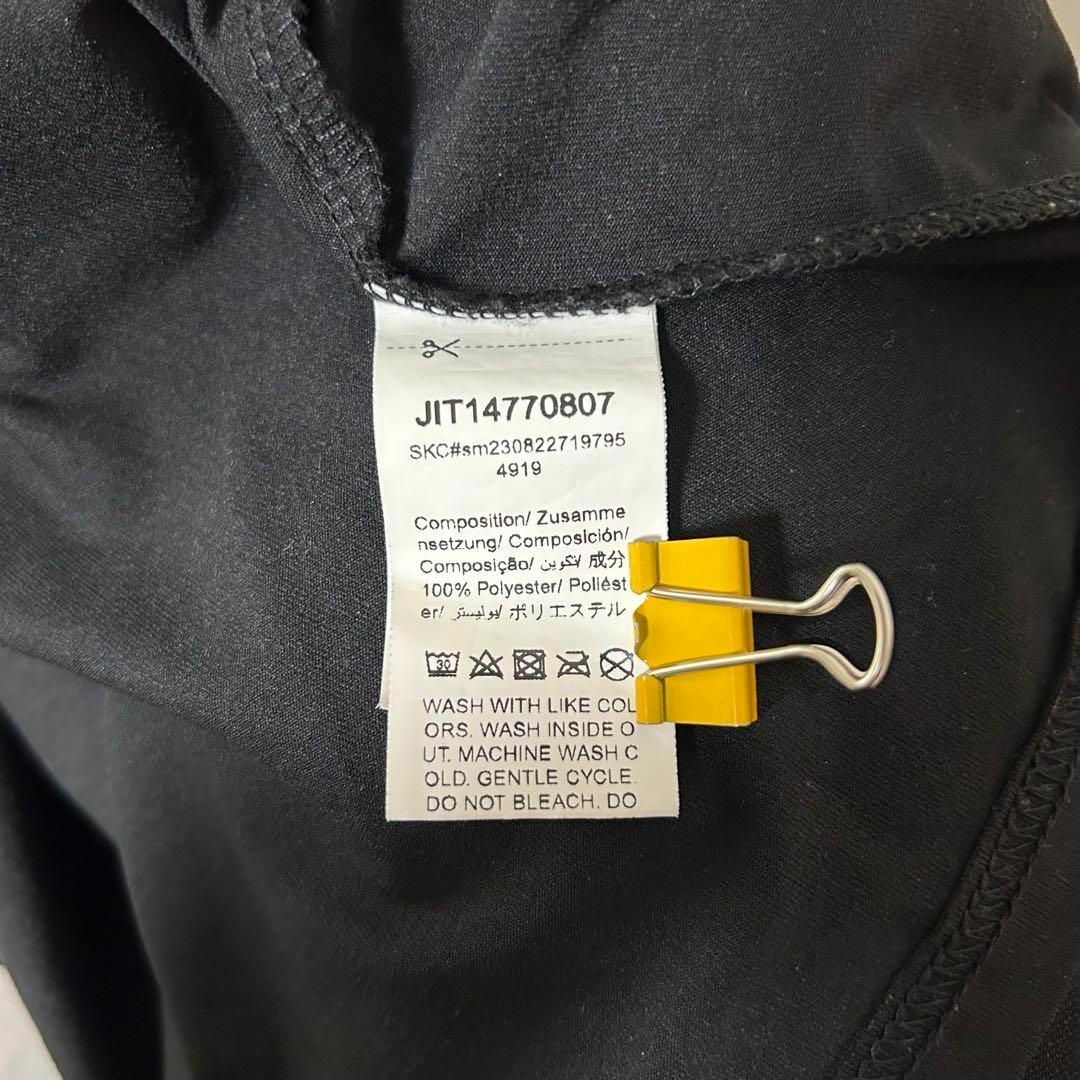 JIT14770807
SKC#sm230822719795
4919
Composition/ Zusamme
nsetzung/ Composición/
Composição/ تكوين/ 成分
100% Polyester/ Poliést
er/ بوليستر/ ポリエステル
30
WASH WITH LIKE COL
ORS. WASH INSIDE O
UT. MACHINE WASH C
OLD. GENTLE CYCLE.
DO NOT BLEACH. DO